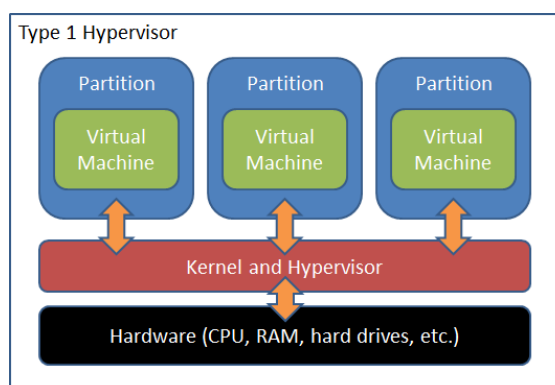 Type 1 Hypervisor
Partition
Partition
Partition
Virtual
Machine
Virtual
Machine
Virtual
Machine
Kernel and Hypervisor
Hardware (CPU, RAM, hard drives, etc.)